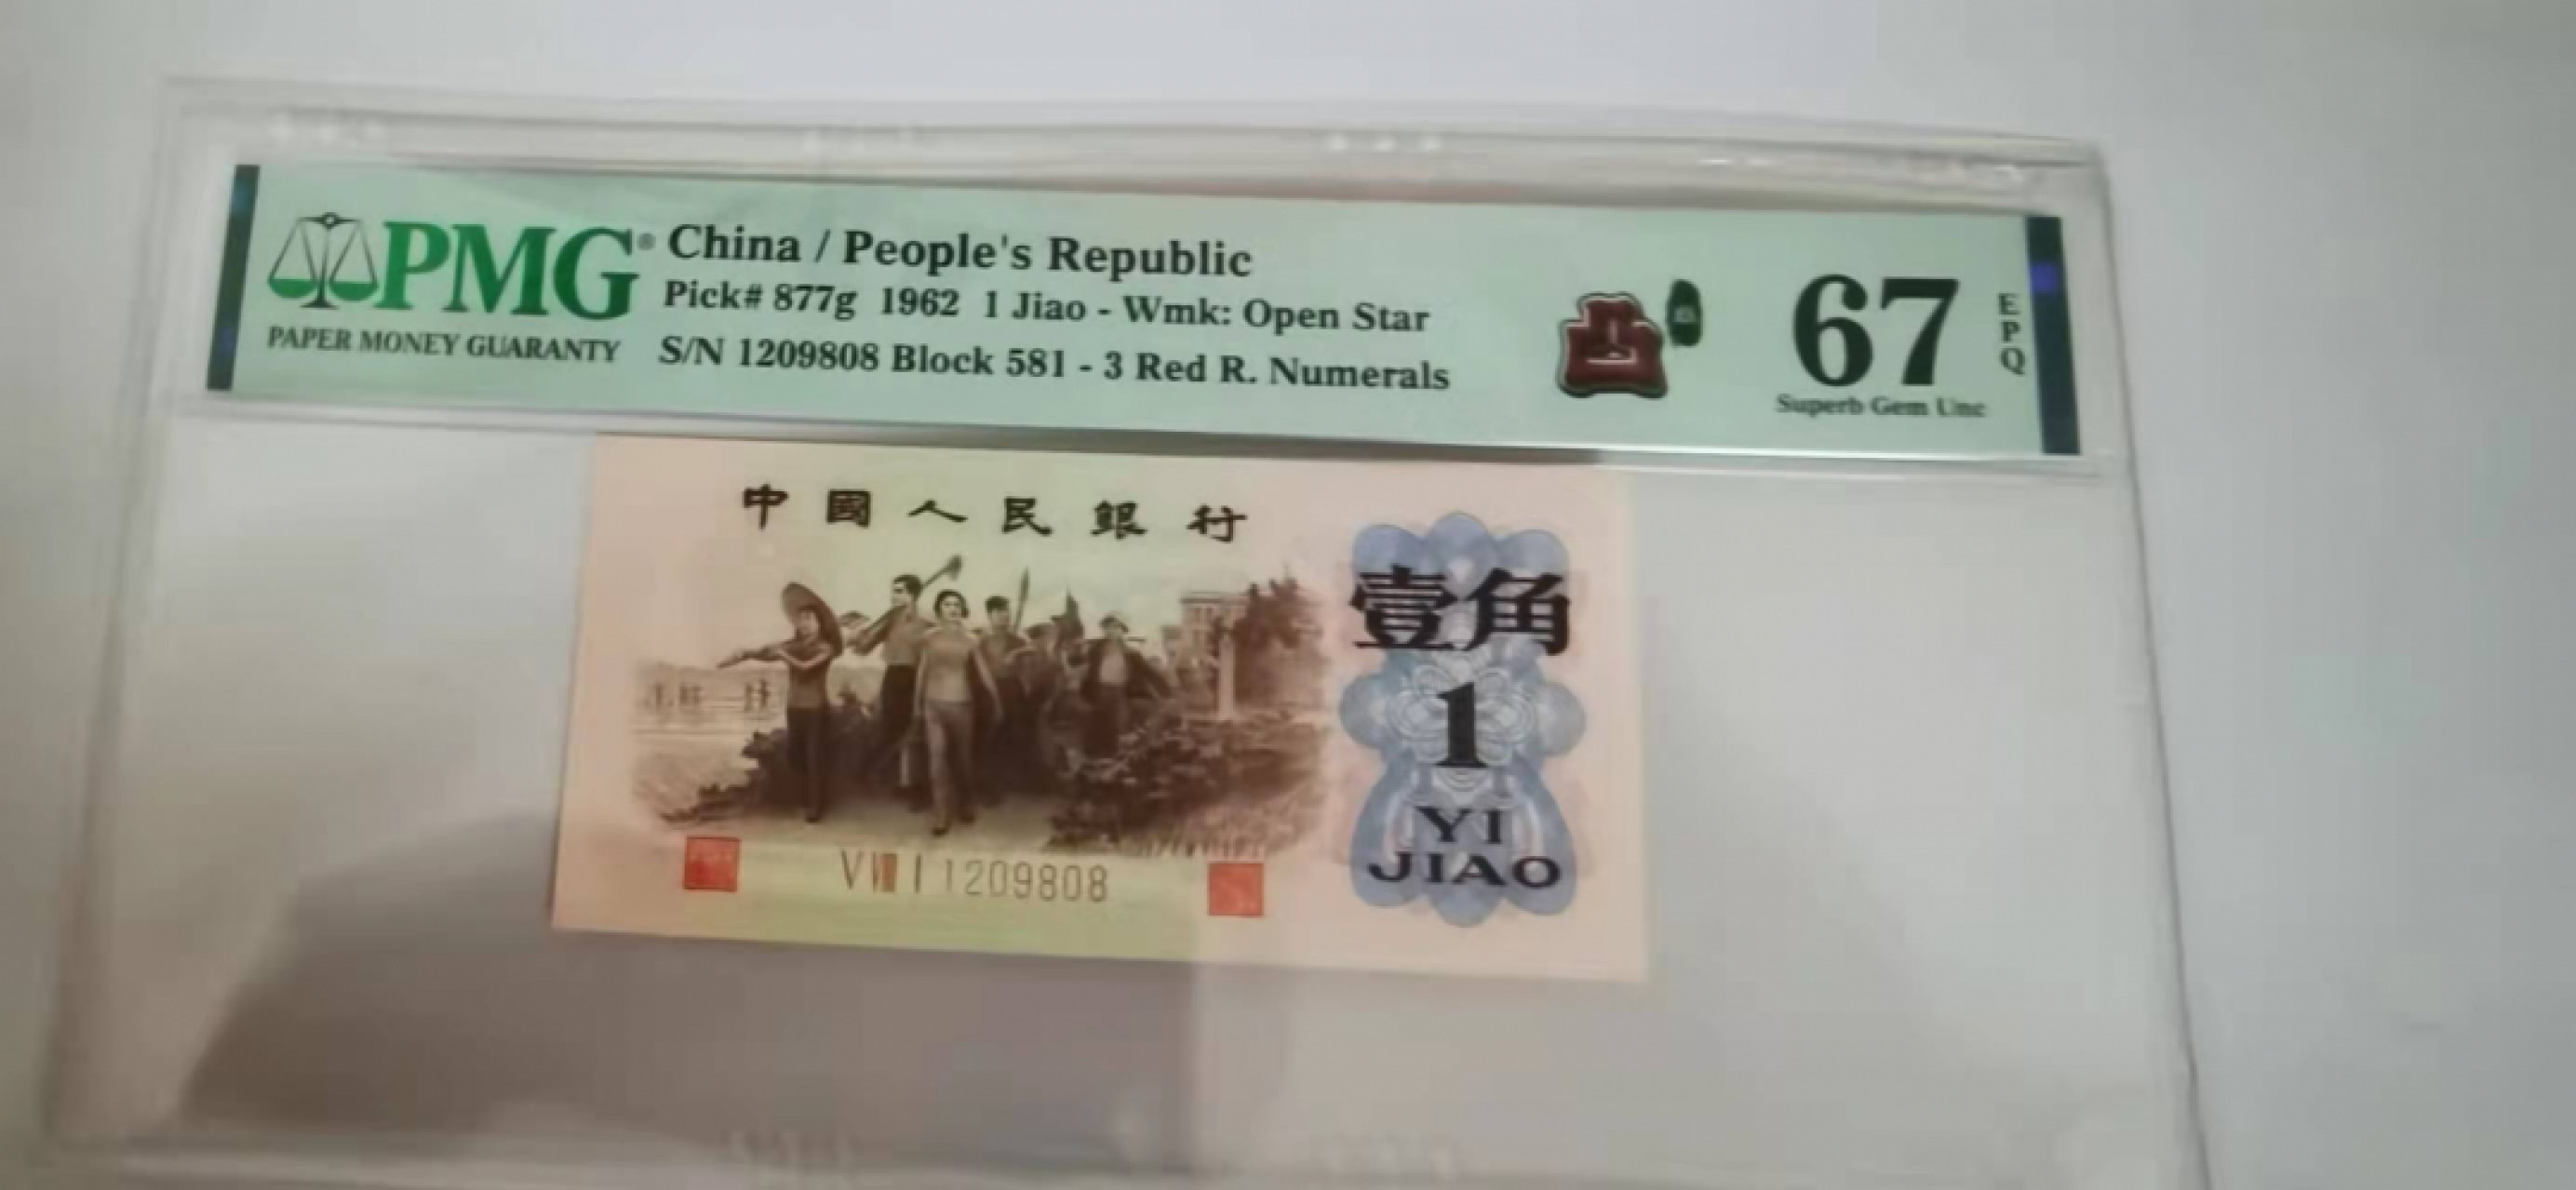 PMG®
PAPER MONEY GUARANTY
China / People's Republic
Pick# 877g 1962 1 Jiao - Wmk: Open Star
S/N 1209808 Block 581 - 3 Red R. Numerals
67
EPQ
Superb Gem Unc
中國人民銀行
壹角
1
YI
JIAO
1209808